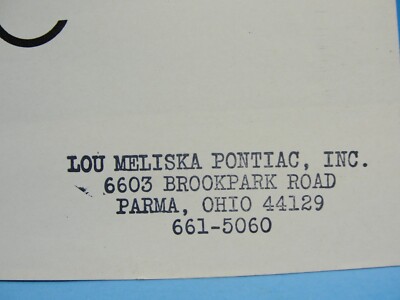 C
LOU MELISKA PONTIAC, INC.
6603 BROOKPARK ROAD
PARMA, OHIO 44129
661-5060